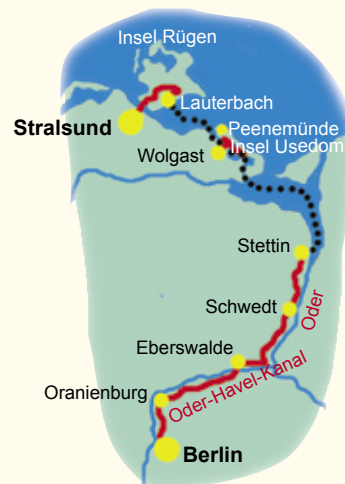 Insel Rügen
Lauterbach
Stralsund
Peenemünde
Wolgast
Insel Usedom
Stettin
Schwedt
Oder
Eberswalde
Oder-Havel-Kanal
Oranienburg
Berlin